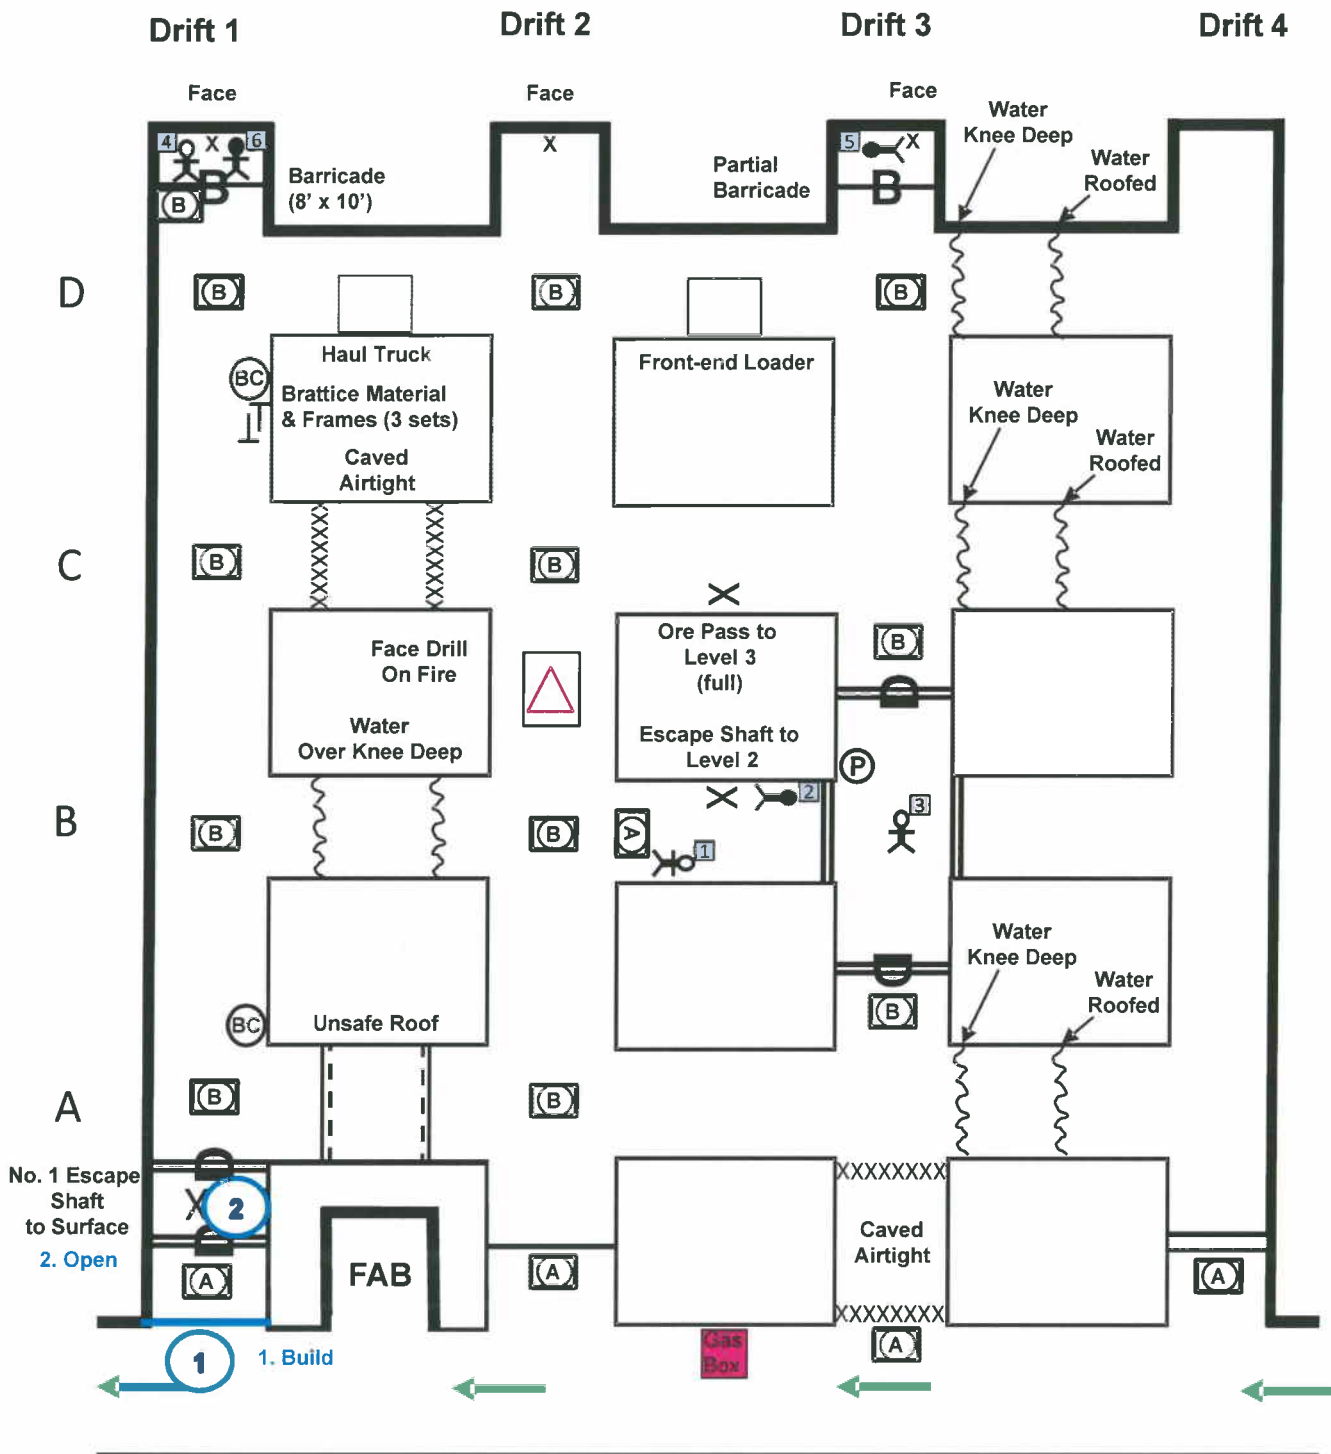 Drift 1
Drift 2
Drift 3
Drift 4
Face
Face
Face
Water
Knee Deep
4
X
6
B
B
Barricade
(8' x 10')
X
Partial
Barricade
5
X
B
Water
Roofed
D
B
B
B
Haul Truck
BC
Brattice Material
& Frames (3 sets)
Caved
Airtight
Front-end Loader
Water
Knee Deep
Water
Roofed
XXXXXXXX
XXXXXXXX
C
B
B
X
Face Drill
On Fire
Water
Over Knee Deep
Ore Pass to
Level 3
(full)
Escape Shaft to
Level 2
B
D
P
B
B
B
A
X
2
1
3
Water
Knee Deep
Water
Roofed
D
B
BC
Unsafe Roof
A
B
B
No. 1 Escape
Shaft
to Surface
2. Open
D
X
2
D
A
FAB
A
XXXXXXXX
Caved
Airtight
XXXXXXXX
A
A
Gas
Box
1
1. Build